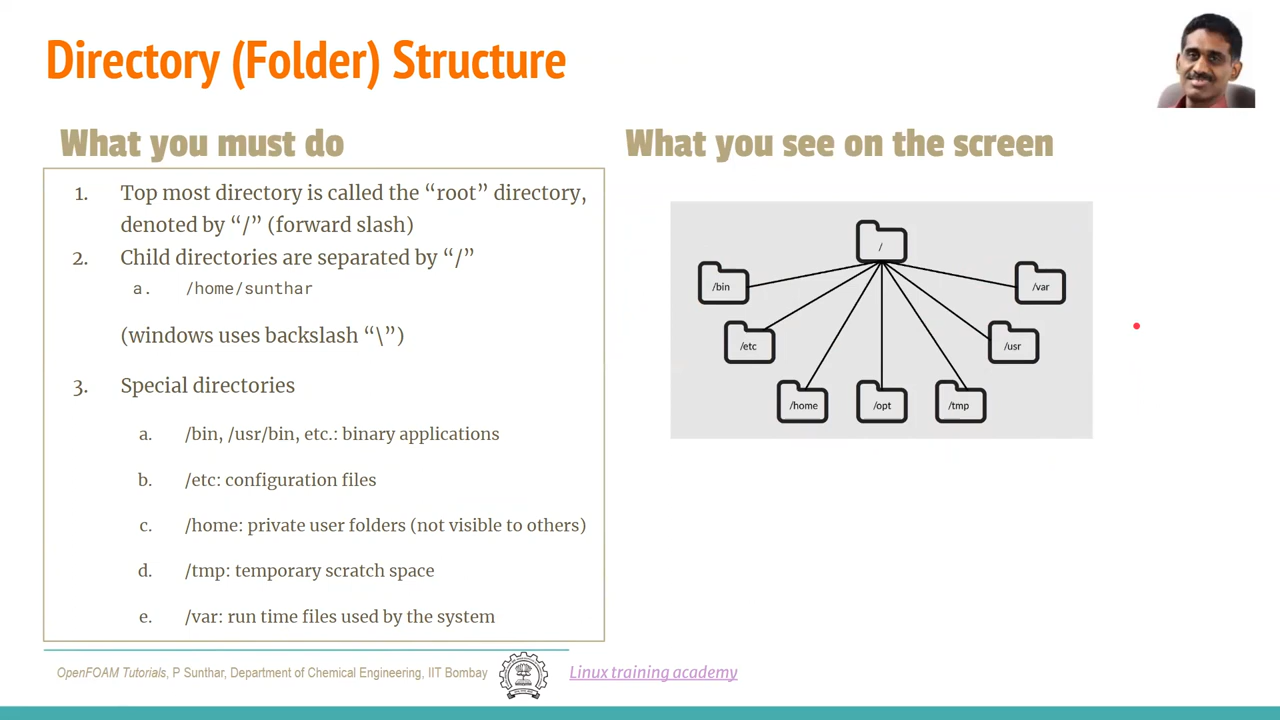 Directory (Folder) Structure
What you must do
1. Top most directory is called the “root” directory,
denoted by “/” (forward slash)
2. Child directories are separated by “/”
a. /home/sunthar
(windows uses backslash “\”)
3. Special directories
a. /bin, /usr/bin, etc.: binary applications
b. /etc: configuration files
c. /home: private user folders (not visible to others)
d. /tmp: temporary scratch space
e. /var: run time files used by the system
What you see on the screen
/
/bin
/var
/etc
/usr
/home
/opt
/tmp
OpenFOAM Tutorials, P Sunthar, Department of Chemical Engineering, IIT Bombay
Linux training academy